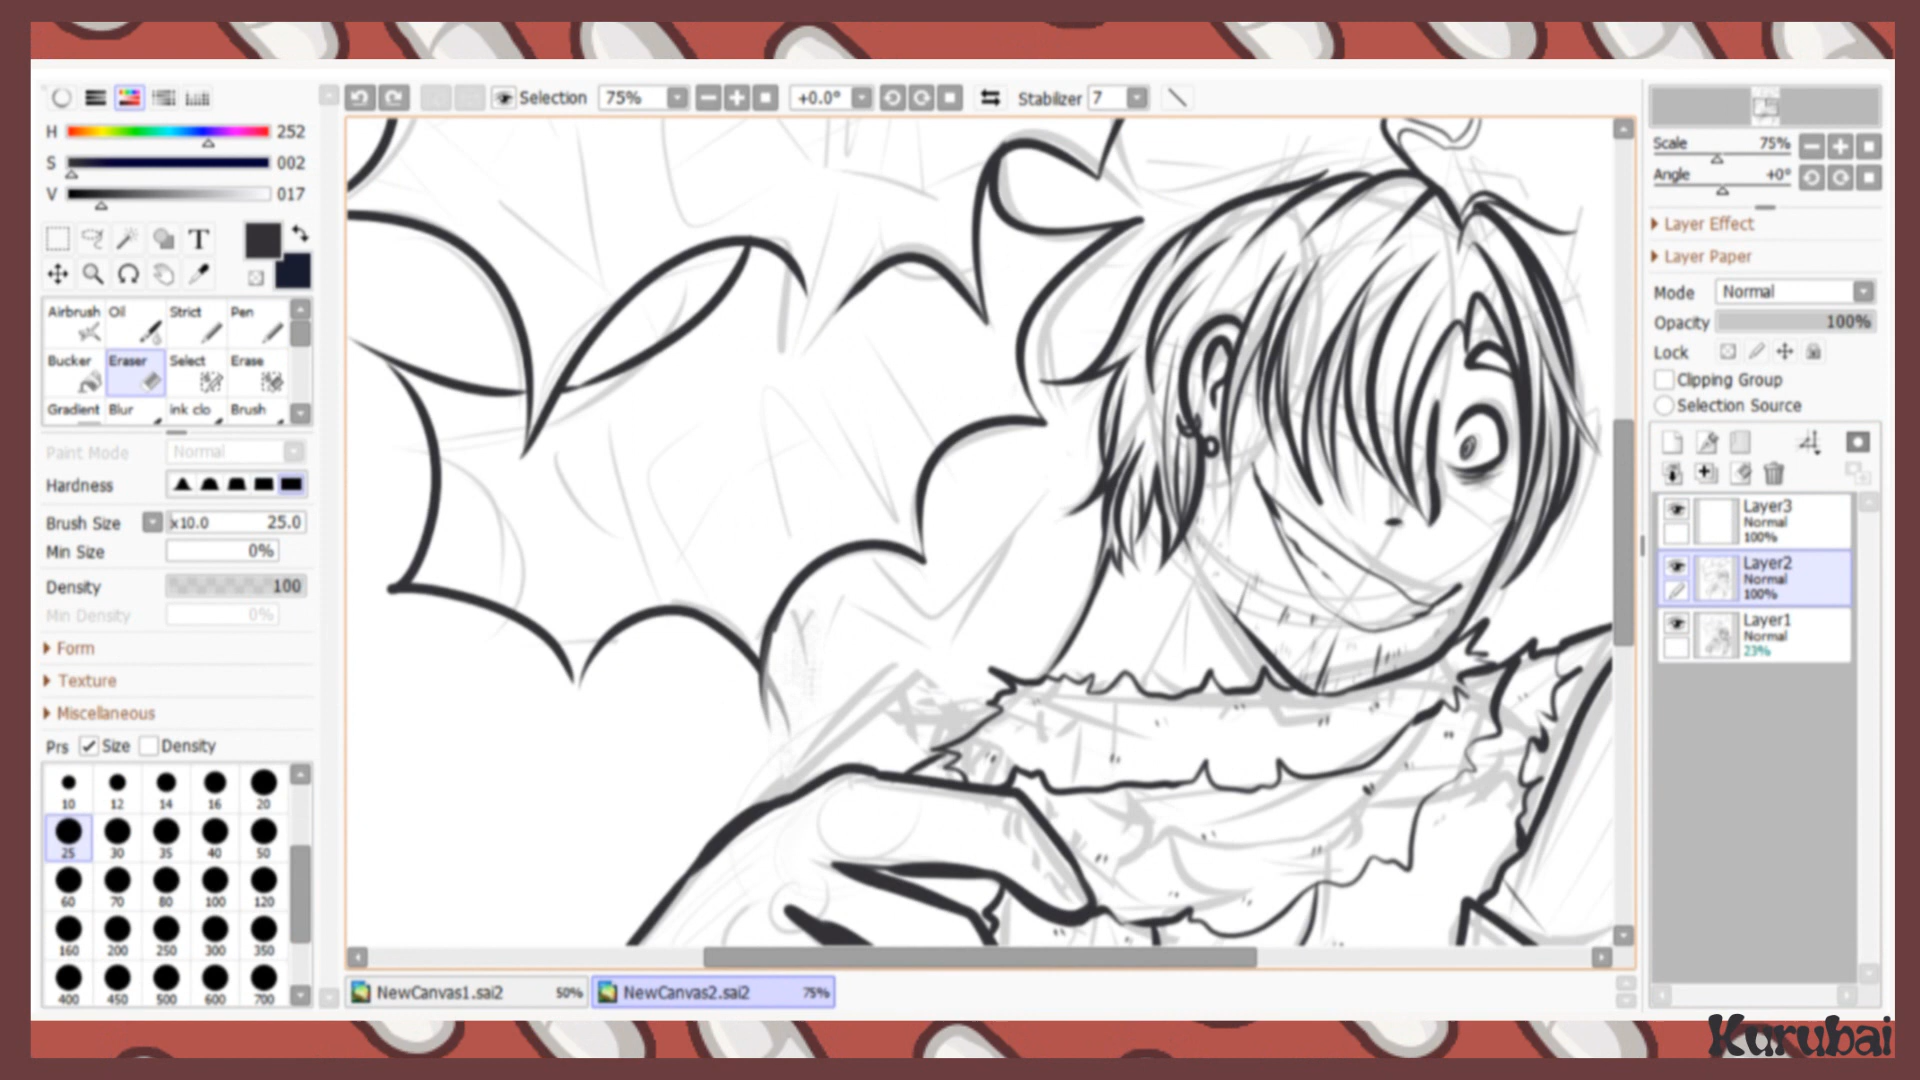 Selection 75% +0.0° Stabilizer 7
H 252
S 002
V 017
T
Airbrush Oil Strict Pen
Bucker Eraser Select Erase
Gradient Blur ink clo Brush
Paint Mode Normal
Hardness
Brush Size x10.0 25.0
Min Size 0%
Density 100
Min Density 0%
Form
Texture
Miscellaneous
Prs Size Density
10 12 14 16 20
25 30 35 40 50
60 70 80 100 120
160 200 250 300 350
400 450 500 600 700
NewCanvas1.sai2 50% NewCanvas2.sai2 75%
Scale 75%
Angle +0°
Layer Effect
Layer Paper
Mode Normal
Opacity 100%
Lock
Clipping Group
Selection Source
Layer3
Normal
100%
Layer2
Normal
100%
Layer1
Normal
23%
Kurubai